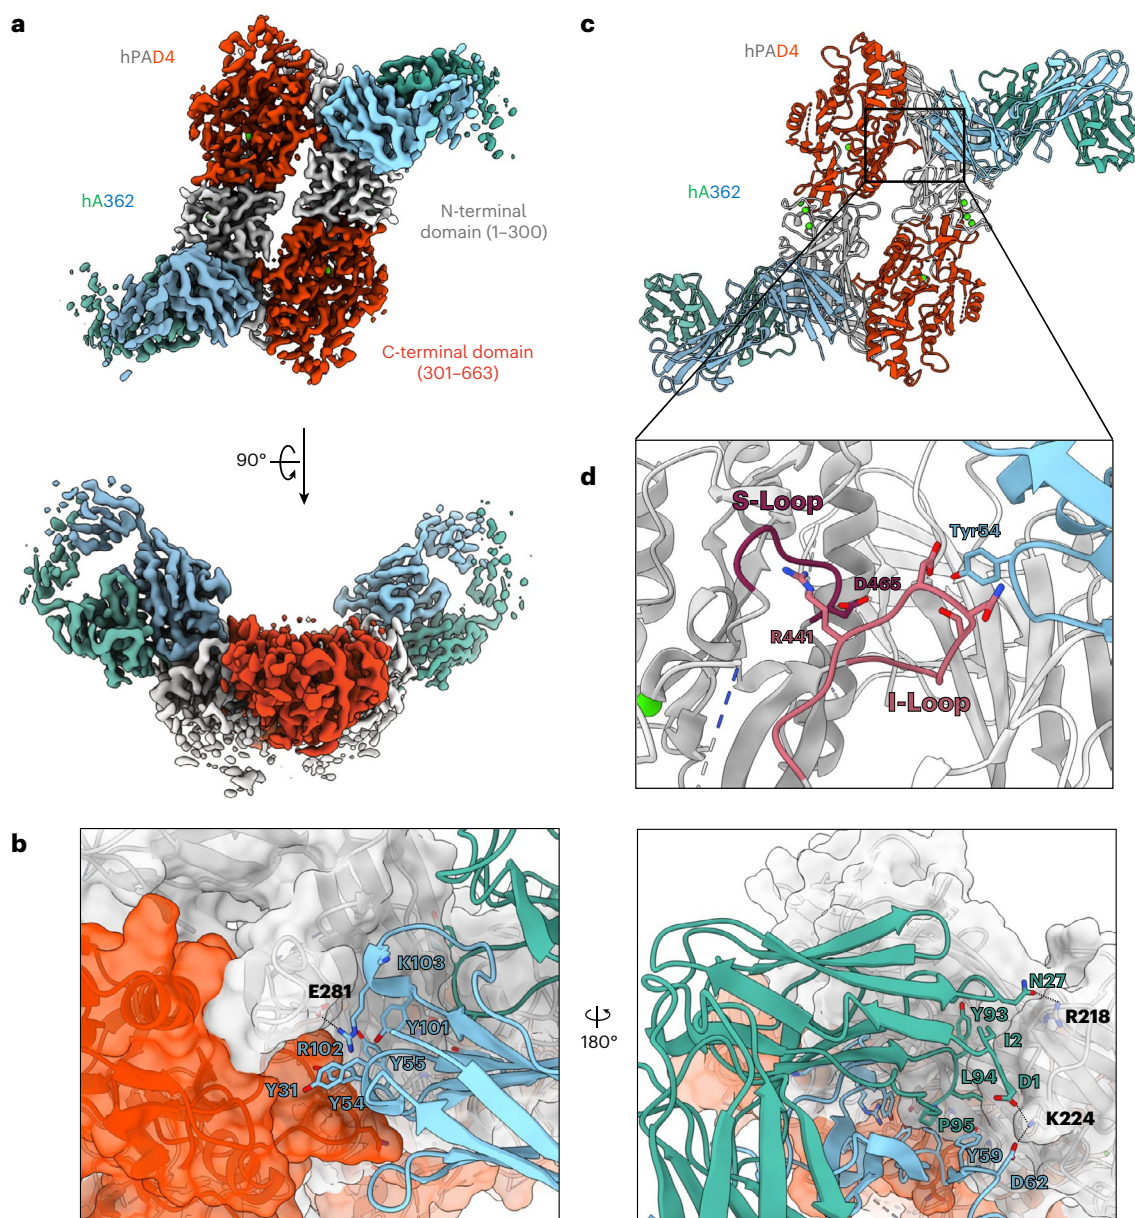 a
hPAD4
hA362
N-terminal
domain (1–300)
C-terminal domain
(301–663)
90°
c
hPAD4
hA362
d
S-Loop
Tyr54
D465
R441
I-Loop
b
K103
E281
Y101
R102
Y55
Y31
Y54
180°
N27
Y93
R218
I2
L94
D1
P95
K224
Y59
D62